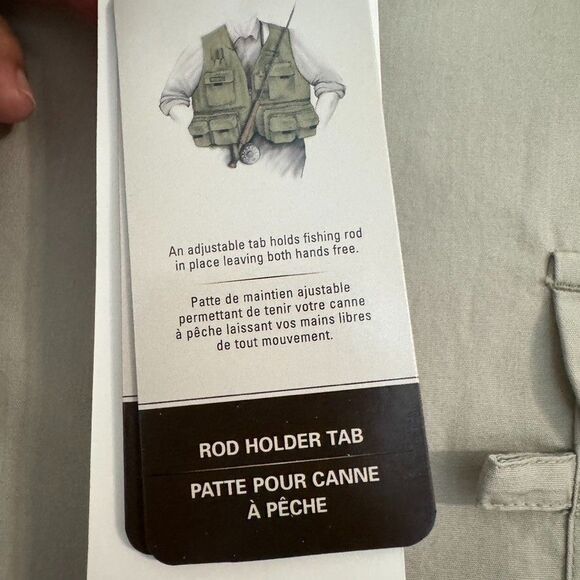 An adjustable tab holds fishing rod
in place leaving both hands free.
Patte de maintien ajustable
permettant de tenir votre canne
à pêche laissant vos mains libres
de tout mouvement.
ROD HOLDER TAB
PATTE POUR CANNE
À PÊCHE